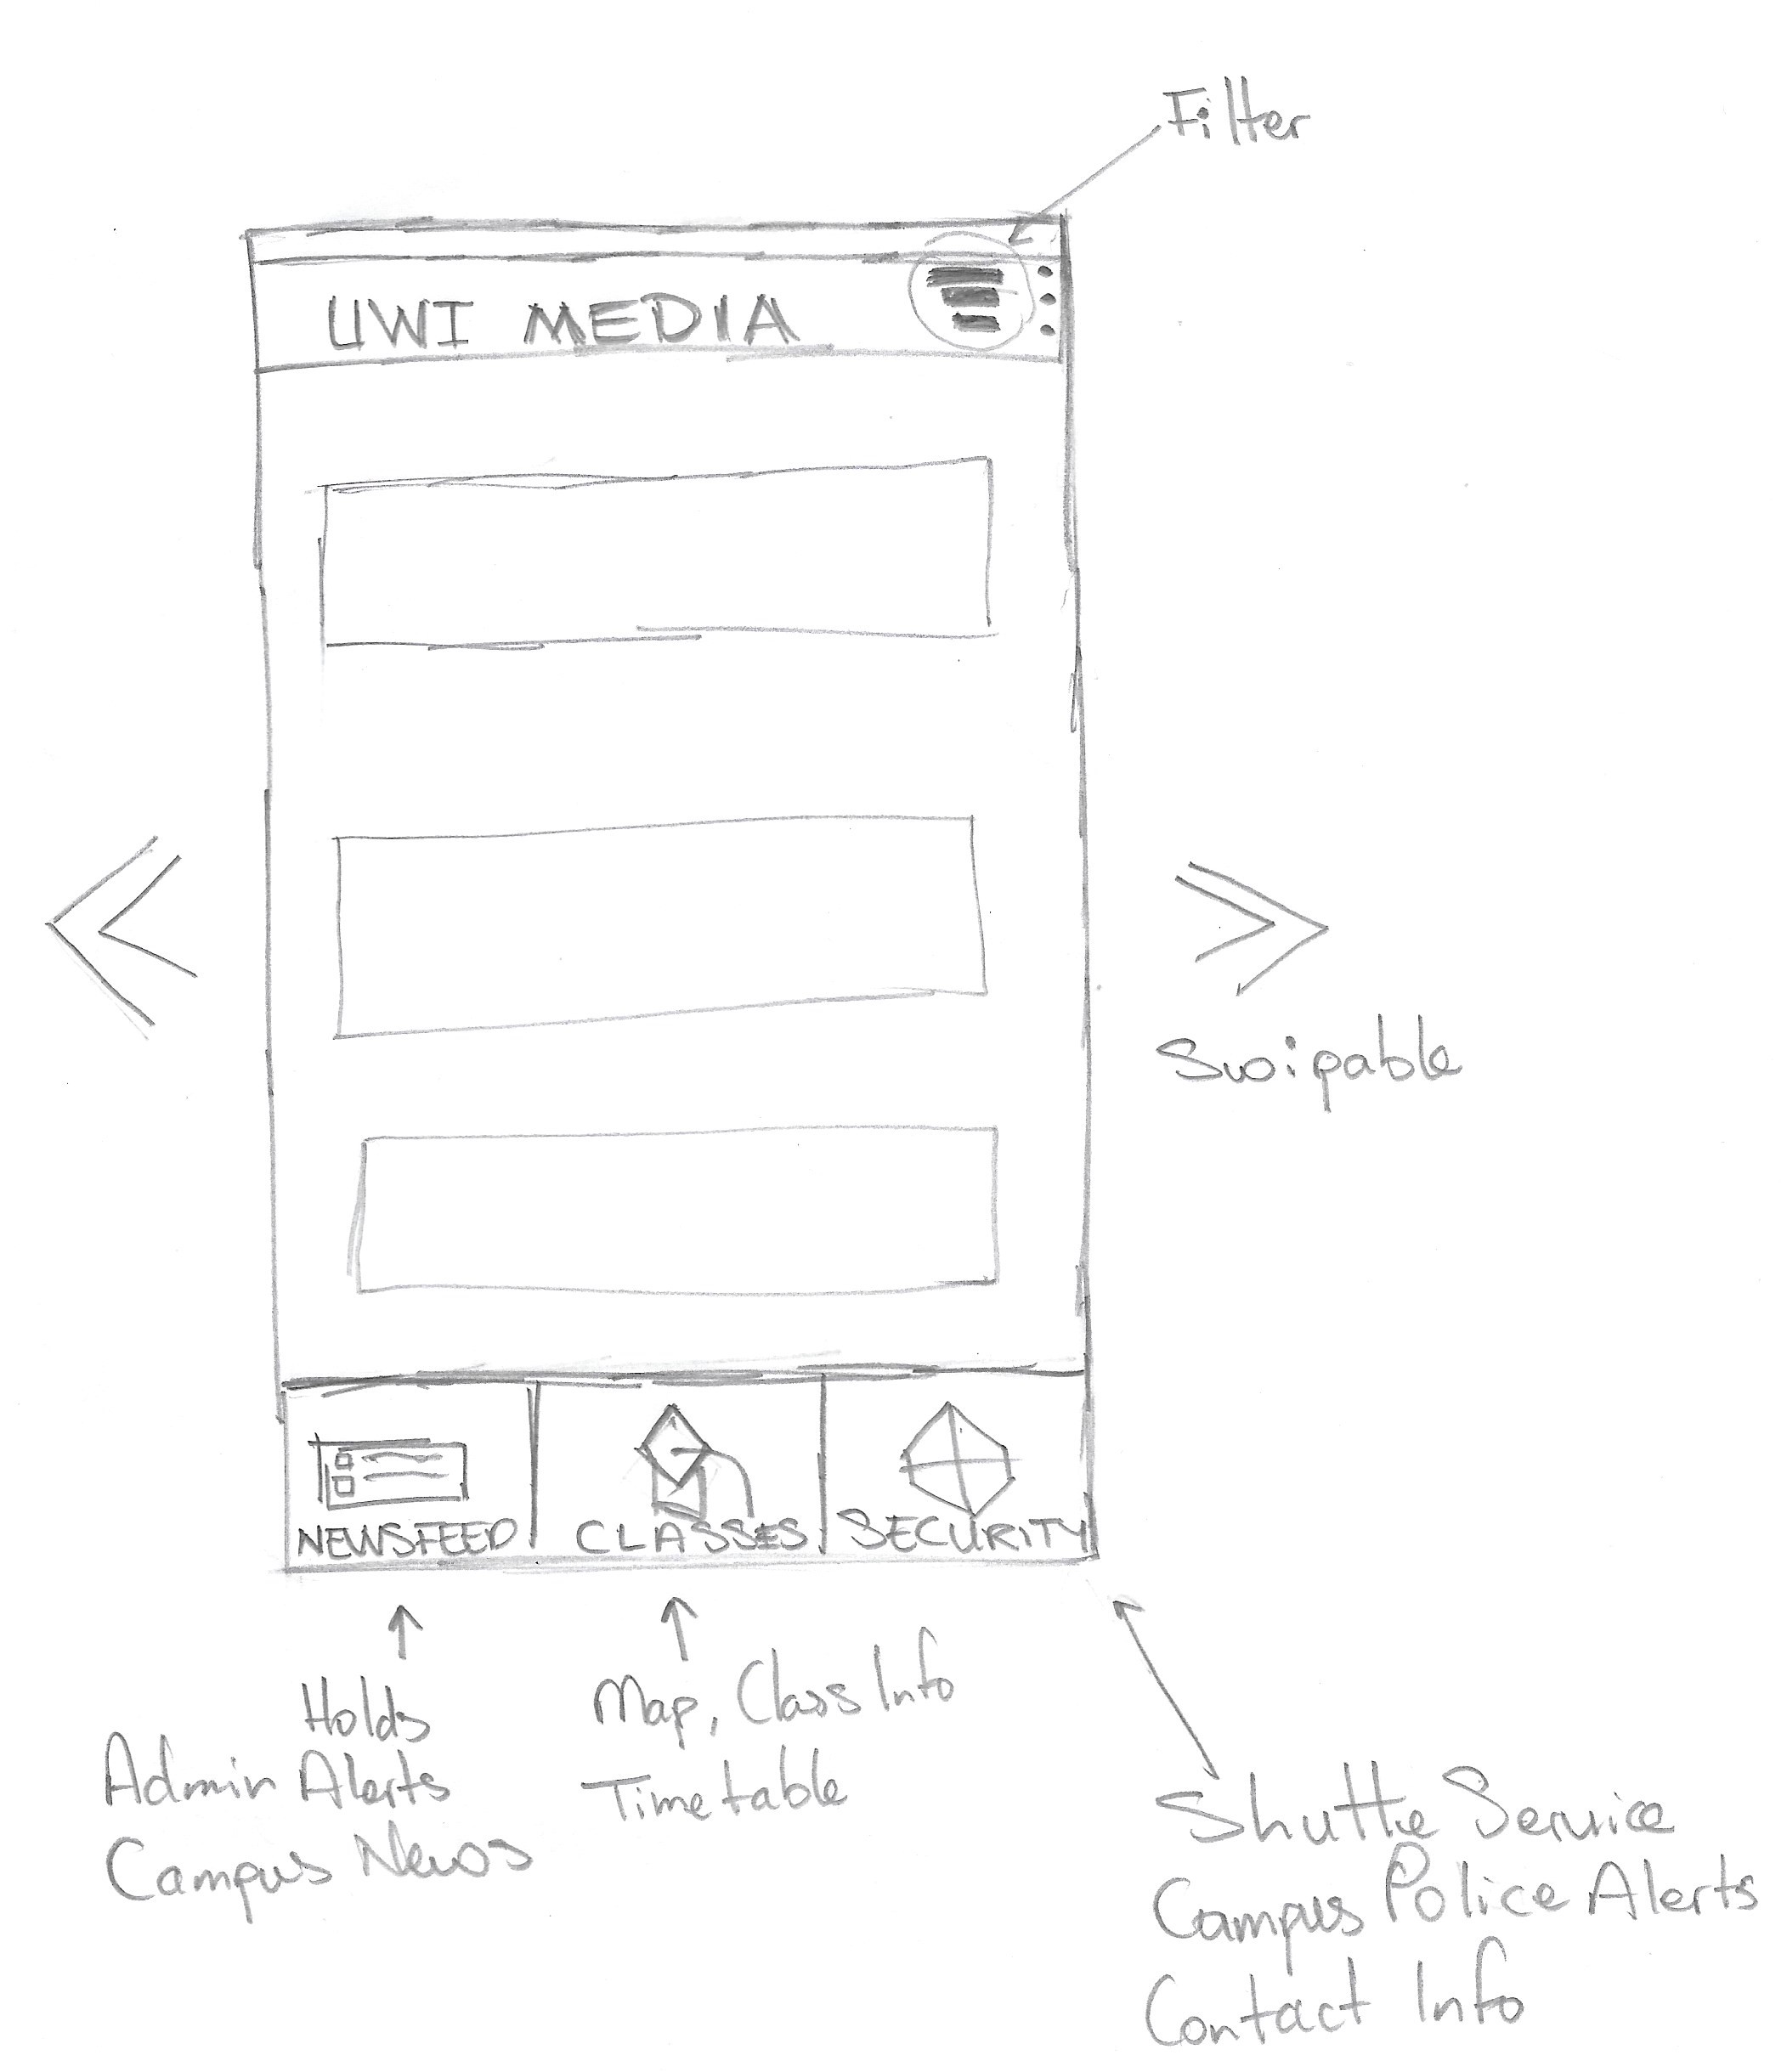 Filter
UWI MEDIA
Swipable
NEWSFEED
CLASSES
SECURITY
Holds
Admin Alerts
Campus News
Map, Class Info
Timetable
Shuttle Service
Campus Police Alerts
Contact Info